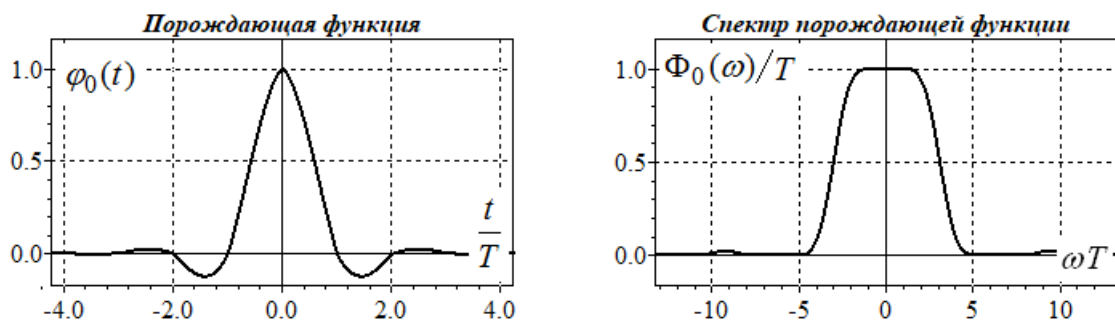 Порождающая функция
1.0
φ₀(t)
0.5
t/T
0.0
-4.0 -2.0 0.0 2.0 4.0
Спектр порождающей функции
1.0
Φ₀(ω)/T
0.5
0.0
ωT
-10 -5 0 5 10